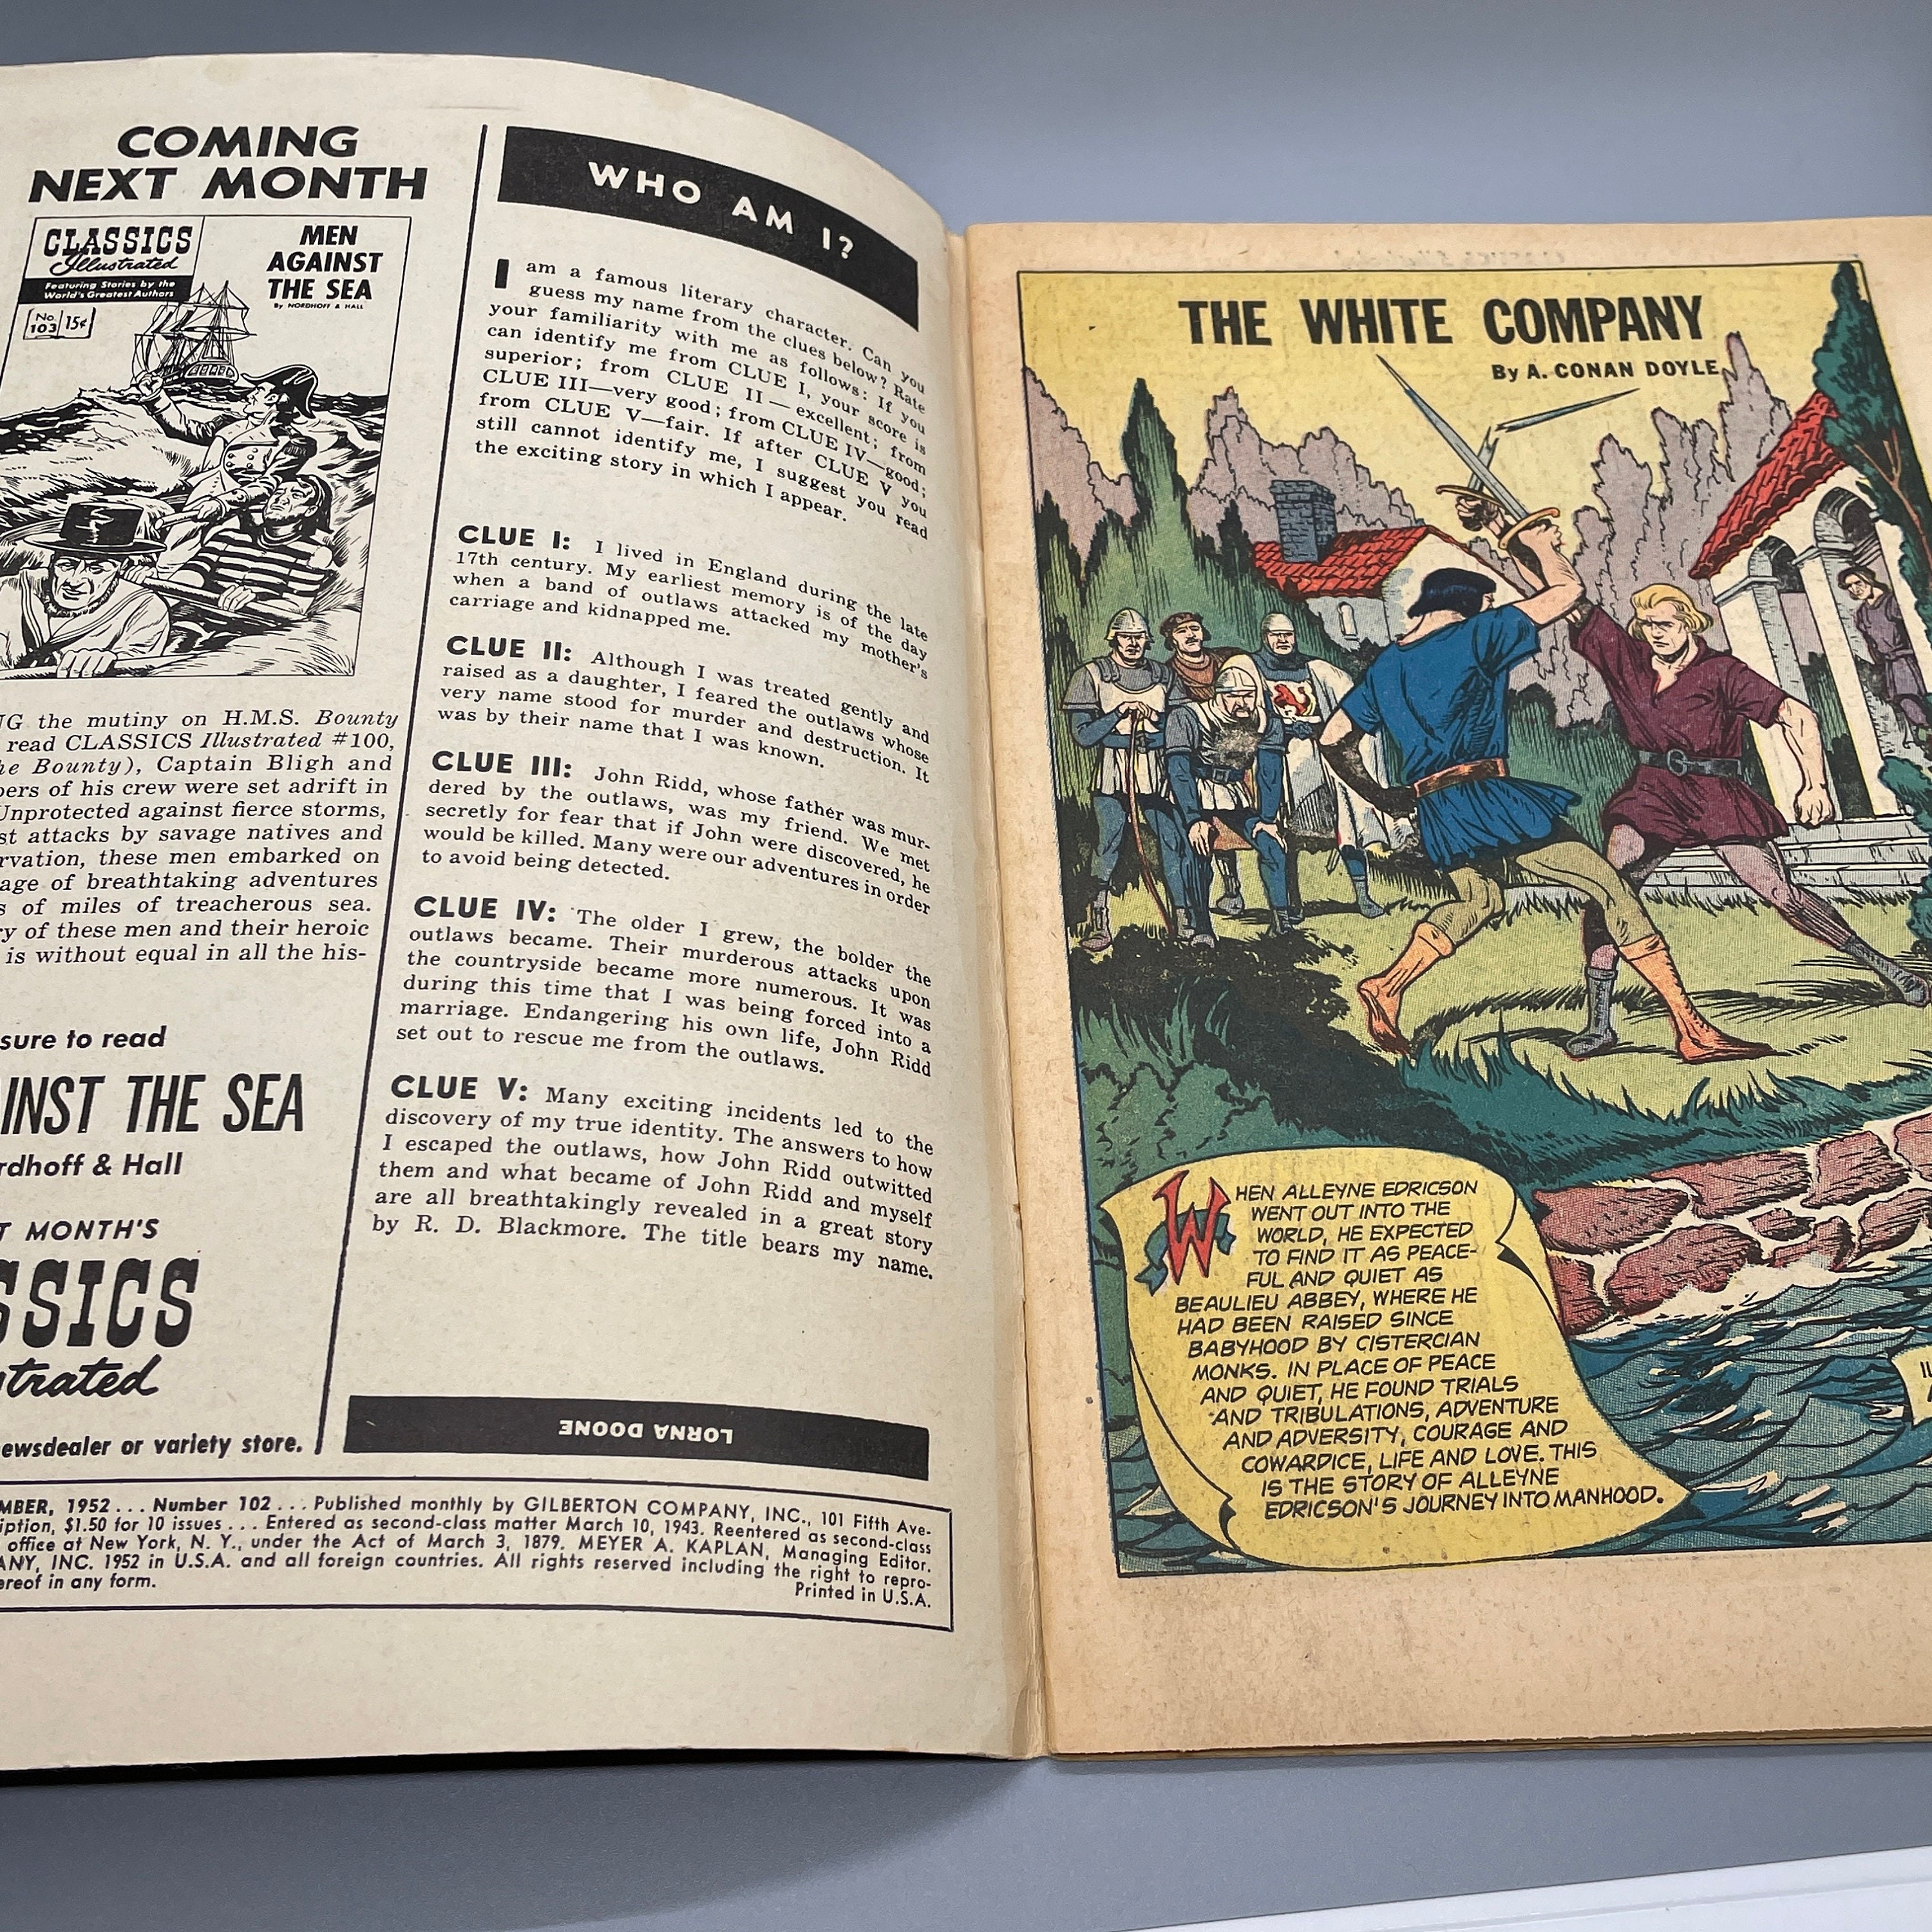 COMING
NEXT MONTH
CLASSICS
Illustrated
Featuring Stories by the
World's Greatest Authors
No.
103
15¢
MEN
AGAINST
THE SEA
By NORDHOFF & HALL
NG the mutiny on H.M.S. Bounty
read CLASSICS Illustrated #100,
he Bounty), Captain Bligh and
bers of his crew were set adrift in
Unprotected against fierce storms,
st attacks by savage natives and
rvation, these men embarked on
age of breathtaking adventures
s of miles of treacherous sea.
ry of these men and their heroic
is without equal in all the his-
sure to read
INST THE SEA
rdhoff & Hall
T MONTH'S
SSICS
strated
ewsdealer or variety store.
WHO AM I?
I am a famous literary character. Can you
guess my name from the clues below? Rate
your familiarity with me as follows: If you
can identify me from CLUE I, your score is
superior; from CLUE II—excellent; from
CLUE III—very good; from CLUE IV—good;
from CLUE V—fair. If after CLUE V you
still cannot identify me, I suggest you read
the exciting story in which I appear.
CLUE I: I lived in England during the late
17th century. My earliest memory is of the day
when a band of outlaws attacked my mother's
carriage and kidnapped me.
CLUE II: Although I was treated gently and
raised as a daughter, I feared the outlaws whose
very name stood for murder and destruction. It
was by their name that I was known.
CLUE III: John Ridd, whose father was mur-
dered by the outlaws, was my friend. We met
secretly for fear that if John were discovered, he
would be killed. Many were our adventures in order
to avoid being detected.
CLUE IV: The older I grew, the bolder the
outlaws became. Their murderous attacks upon
the countryside became more numerous. It was
during this time that I was being forced into a
marriage. Endangering his own life, John Ridd
set out to rescue me from the outlaws.
CLUE V: Many exciting incidents led to the
discovery of my true identity. The answers to how
I escaped the outlaws, how John Ridd outwitted
them and what became of John Ridd and myself
are all breathtakingly revealed in a great story
by R. D. Blackmore. The title bears my name.
LORNA DOONE
MBER, 1952 . . . Number 102 . . . Published monthly by GILBERTON COMPANY, INC., 101 Fifth Ave-
iption, $1.50 for 10 issues . . . Entered as second-class matter March 10, 1943. Reentered as second-class
office at New York, N. Y., under the Act of March 3, 1879. MEYER A. KAPLAN, Managing Editor.
ANY, INC. 1952 in U.S.A. and all foreign countries. All rights reserved including the right to repro-
ereof in any form.
Printed in U.S.A.
THE WHITE COMPANY
By A. CONAN DOYLE
WHEN ALLEYNE EDRICSON
WENT OUT INTO THE
WORLD, HE EXPECTED
TO FIND IT AS PEACE-
FUL AND QUIET AS
BEAULIEU ABBEY, WHERE HE
HAD BEEN RAISED SINCE
BABYHOOD BY CISTERCIAN
MONKS. IN PLACE OF PEACE
AND QUIET, HE FOUND TRIALS
AND TRIBULATIONS, ADVENTURE
AND ADVERSITY, COURAGE AND
COWARDICE, LIFE AND LOVE. THIS
IS THE STORY OF ALLEYNE
EDRICSON'S JOURNEY INTO MANHOOD.